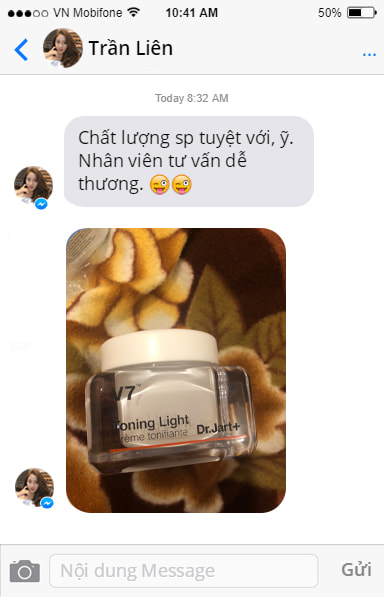 VN Mobifone
10:41 AM
50%
Trần Liên
...
Today 8:32 AM
Chất lượng sp tuyệt vời, ỹ.
Nhân viên tư vấn dễ
thương. 😜😜
V7™
Toning Light
Crème tonifiante
Dr.Jart+
Nội dung Message
Gửi